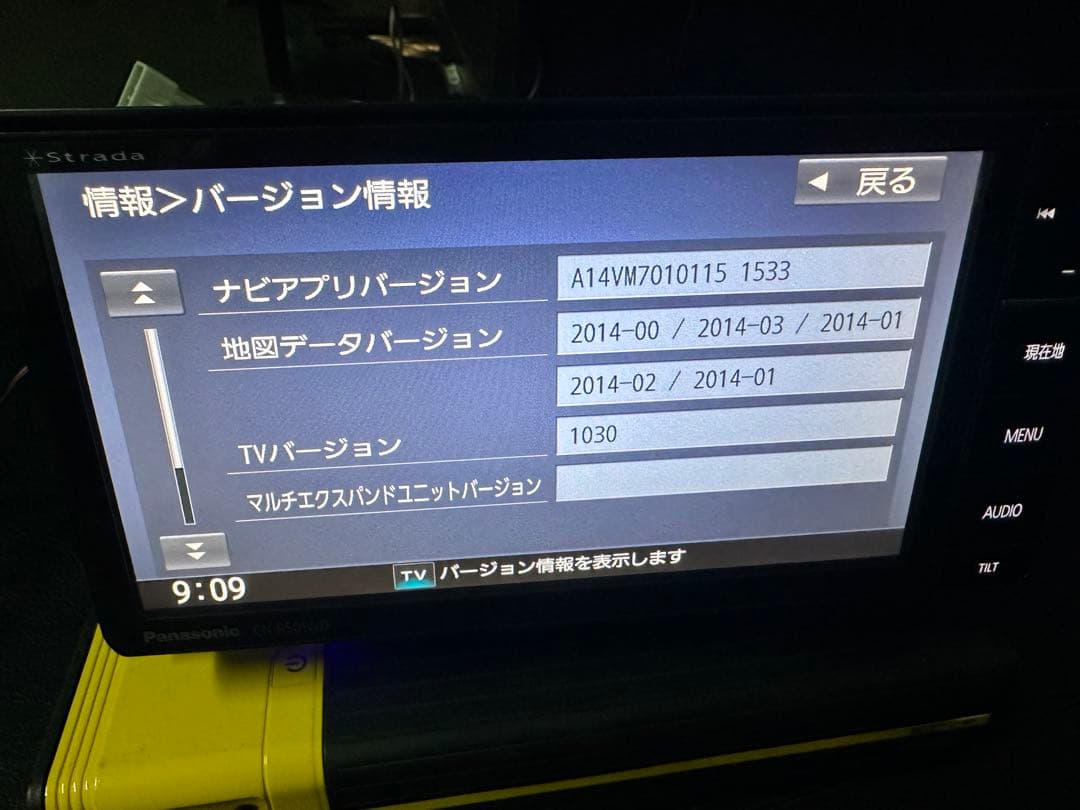 Strada
情報>バージョン情報
戻る
ナビアプリバージョン
A14VM7010115 1533
地図データバージョン
2014-00 / 2014-03 / 2014-01
2014-02 / 2014-01
TVバージョン
1030
マルチエクスパンドユニットバージョン
9:09
TV バージョン情報を表示します
現在地
MENU
AUDIO
TILT
Panasonic